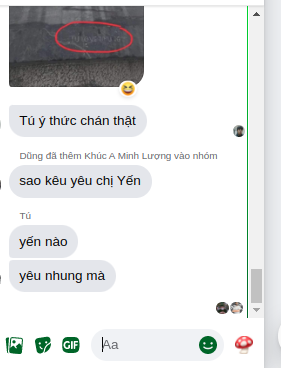 Tú ý thức chán thật
Dũng đã thêm Khúc A Minh Lượng vào nhóm
sao kêu yêu chị Yến
Tú
yến nào
yêu nhung mà
GIF
Aa